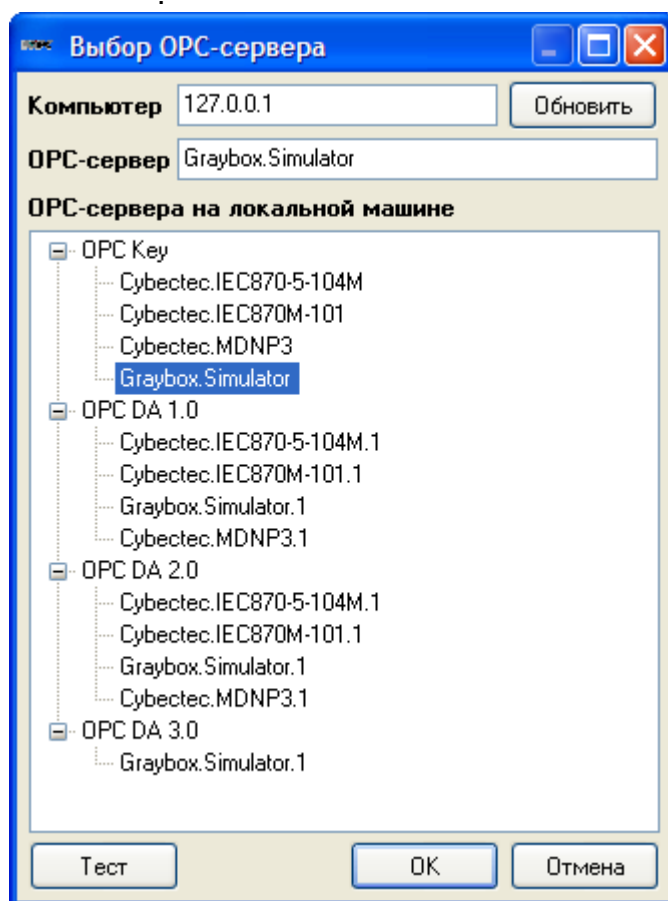 Выбор OPC-сервера
Компьютер 127.0.0.1 Обновить
OPC-сервер Graybox.Simulator
OPC-сервера на локальной машине
OPC Key
Cybectec.IEC870-5-104M
Cybectec.IEC870M-101
Cybectec.MDNP3
Graybox.Simulator
OPC DA 1.0
Cybectec.IEC870-5-104M.1
Cybectec.IEC870M-101.1
Graybox.Simulator.1
Cybectec.MDNP3.1
OPC DA 2.0
Cybectec.IEC870-5-104M.1
Cybectec.IEC870M-101.1
Graybox.Simulator.1
Cybectec.MDNP3.1
OPC DA 3.0
Graybox.Simulator.1
Тест OK Отмена